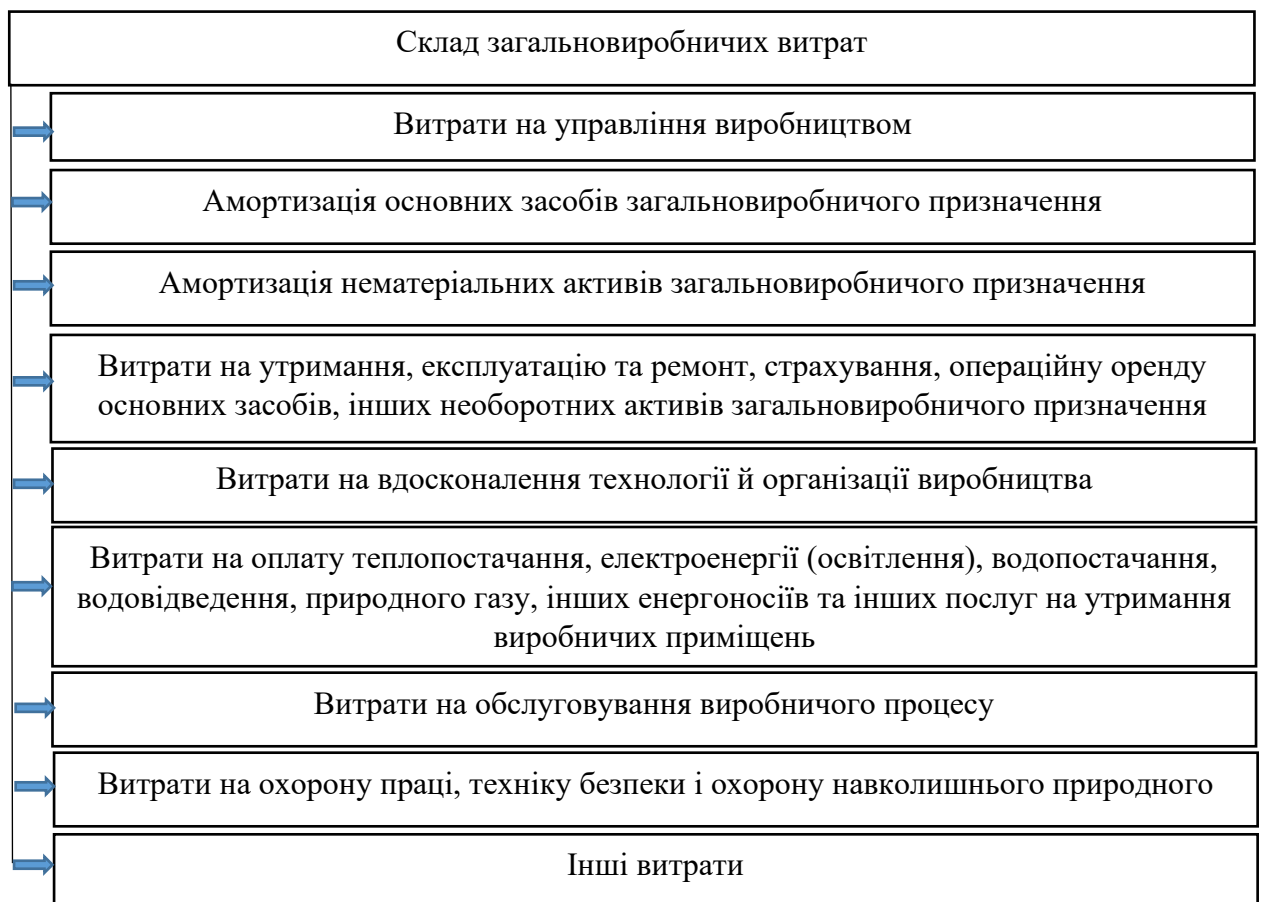 Склад загальновиробничих витрат
Витрати на управління виробництвом
Амортизація основних засобів загальновиробничого призначення
Амортизація нематеріальних активів загальновиробничого призначення
Витрати на утримання, експлуатацію та ремонт, страхування, операційну оренду
основних засобів, інших необоротних активів загальновиробничого призначення
Витрати на вдосконалення технології й організації виробництва
Витрати на оплату теплопостачання, електроенергії (освітлення), водопостачання,
водовідведення, природного газу, інших енергоносіїв та інших послуг на утримання
виробничих приміщень
Витрати на обслуговування виробничого процесу
Витрати на охорону праці, техніку безпеки і охорону навколишнього природного
Інші витрати